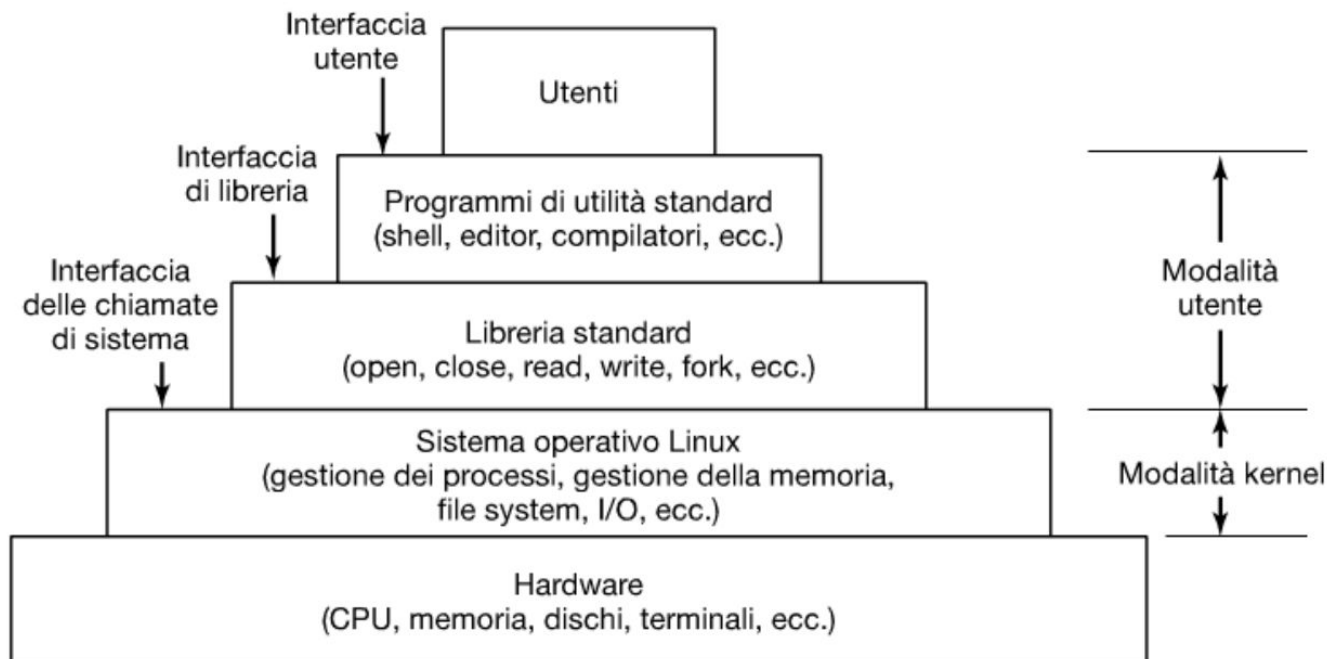 Interfaccia
utente
Utenti
Interfaccia
di libreria
Programmi di utilità standard
(shell, editor, compilatori, ecc.)
Interfaccia
delle chiamate
di sistema
Libreria standard
(open, close, read, write, fork, ecc.)
Modalità
utente
Sistema operativo Linux
(gestione dei processi, gestione della memoria,
file system, I/O, ecc.)
Modalità kernel
Hardware
(CPU, memoria, dischi, terminali, ecc.)